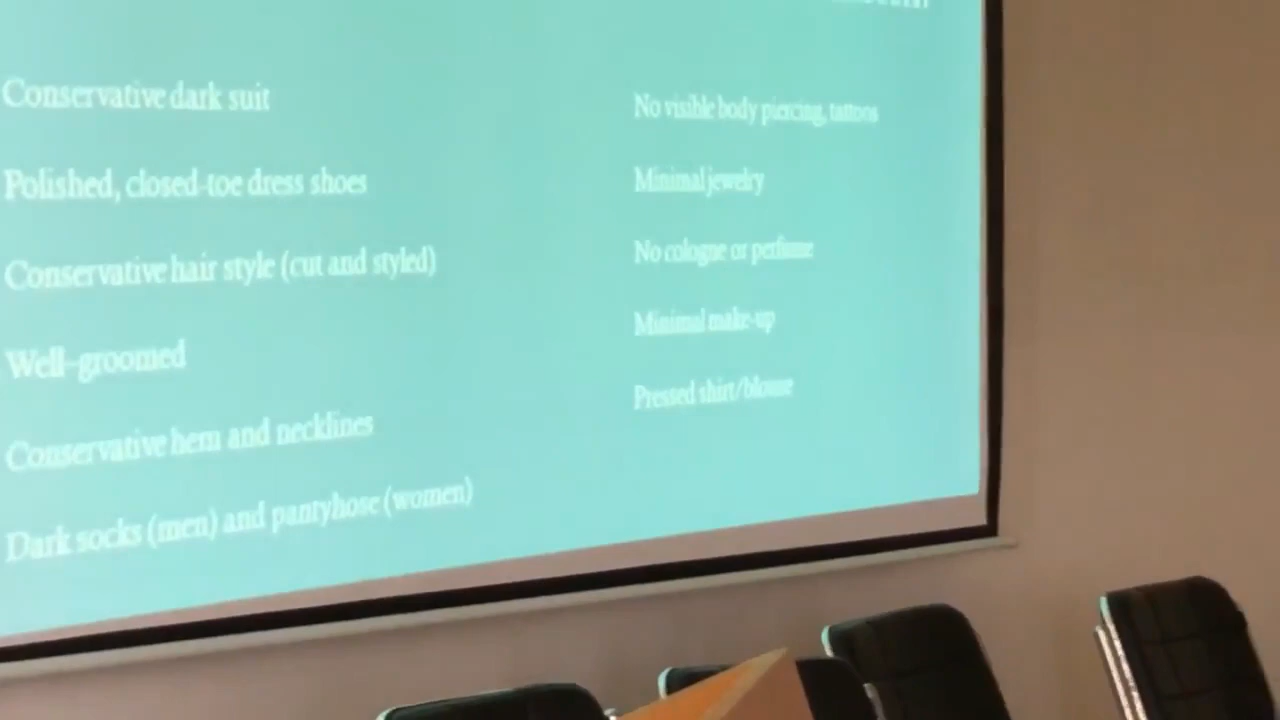 Conservative dark suit
Polished, closed-toe dress shoes
Conservative hair style (cut and styled)
Well-groomed
Conservative hem and necklines
Dark socks (men) and pantyhose (women)
No visible body piercing, tattoos
Minimal jewelry
No cologne or perfume
Minimal make-up
Pressed shirt/blouse